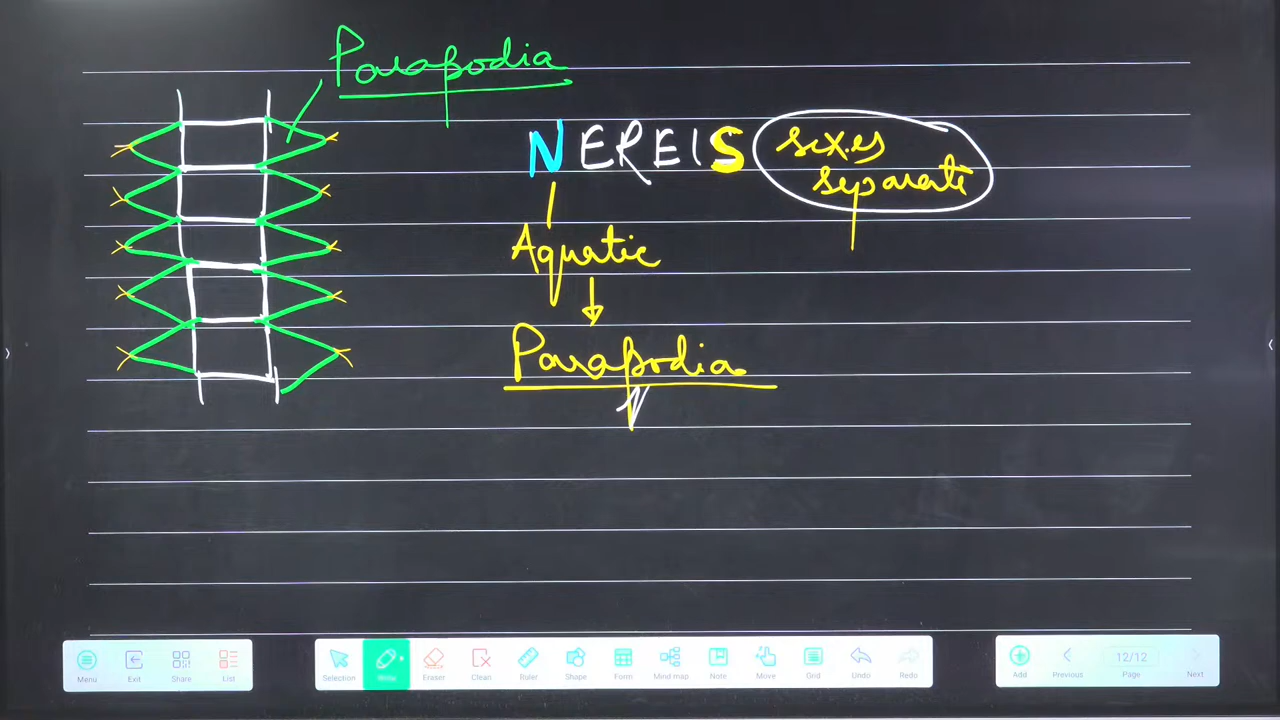 Parapodia
NEREIS
sexes
separate
Aquatic
Parapodia
Menu
Exit
Share
List
Selection
Write
Eraser
Clean
Ruler
Shape
Form
Mind map
Note
Move
Grid
Undo
Redo
Add
Previous
12/12
Page
Next